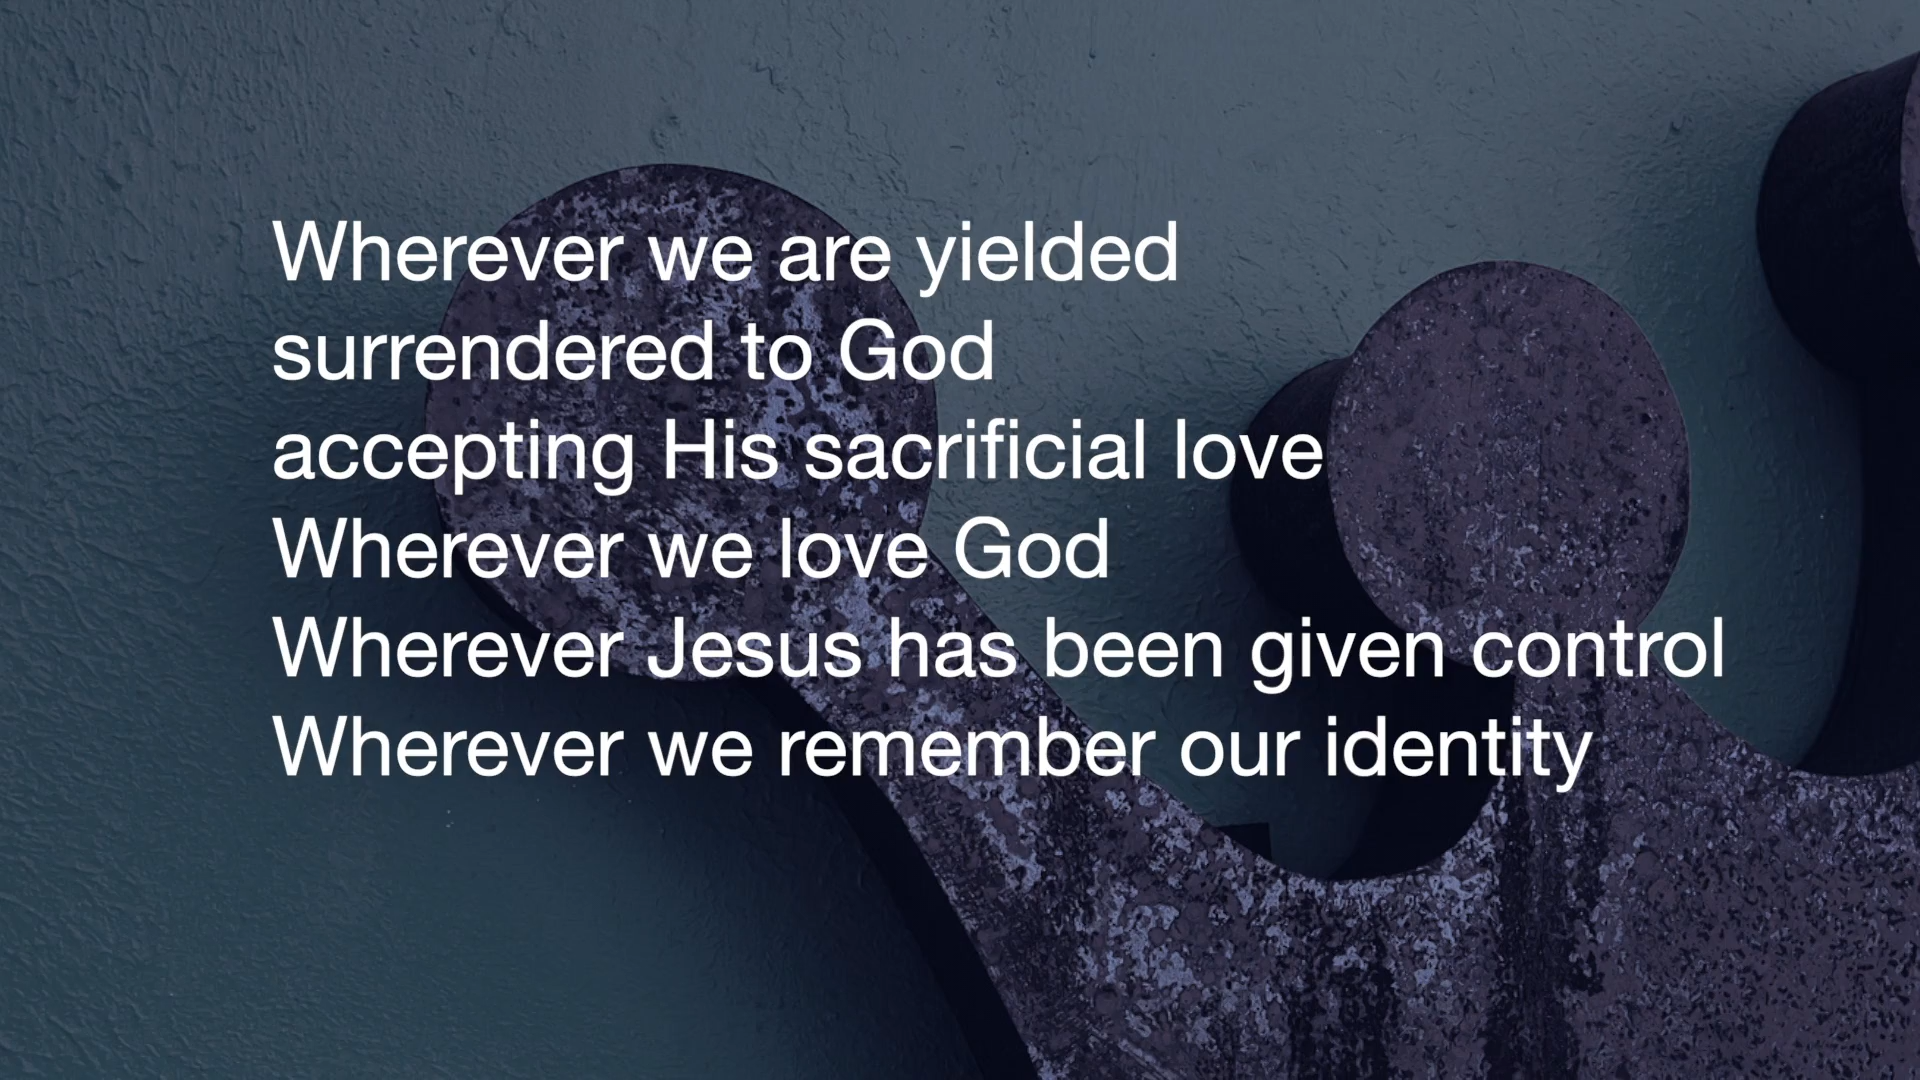 Wherever we are yielded
surrendered to God
accepting His sacrificial love
Wherever we love God
Wherever Jesus has been given control
Wherever we remember our identity